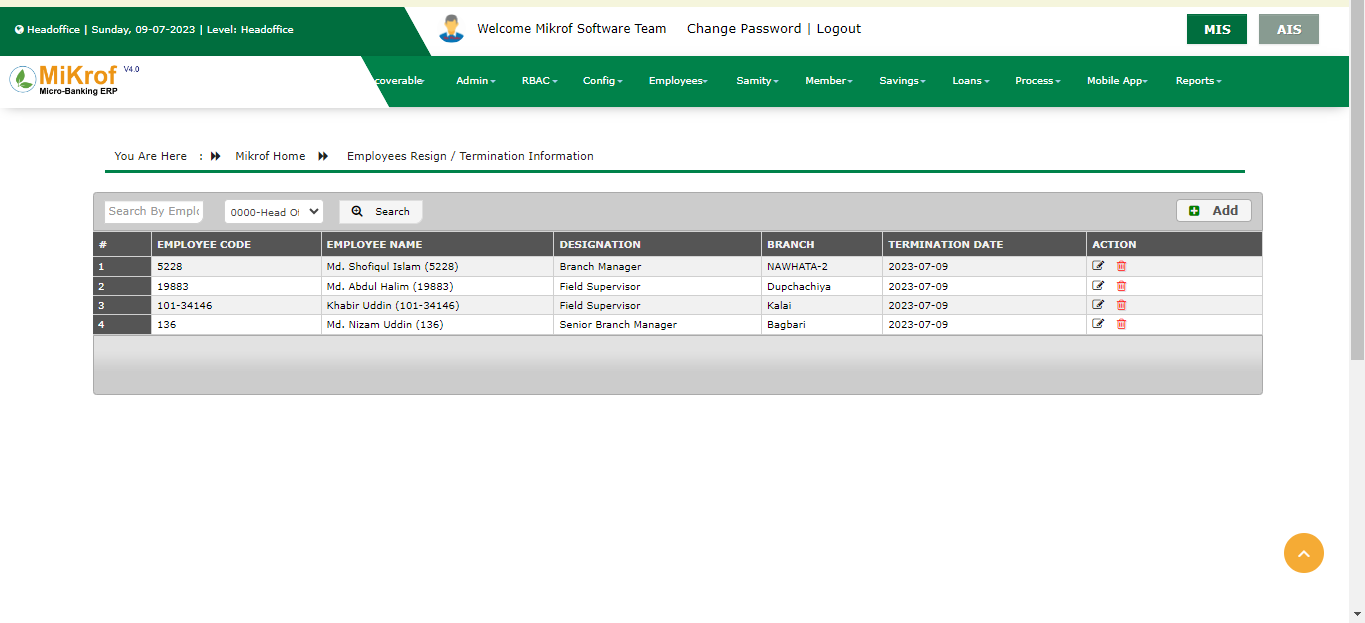 Headoffice | Sunday, 09-07-2023 | Level: Headoffice
Welcome Mikrof Software Team Change Password | Logout
MIS AIS
MiKrof V4.0
Micro-Banking ERP
coverable Admin RBAC Config Employees Samity Member Savings Loans Process Mobile App Reports
You Are Here : Mikrof Home Employees Resign / Termination Information
Search By Emplo 0000-Head Of Search Add
# EMPLOYEE CODE EMPLOYEE NAME DESIGNATION BRANCH TERMINATION DATE ACTION
1 5228 Md. Shofiqul Islam (5228) Branch Manager NAWHATA-2 2023-07-09
2 19883 Md. Abdul Halim (19883) Field Supervisor Dupchachiya 2023-07-09
3 101-34146 Khabir Uddin (101-34146) Field Supervisor Kalai 2023-07-09
4 136 Md. Nizam Uddin (136) Senior Branch Manager Bagbari 2023-07-09